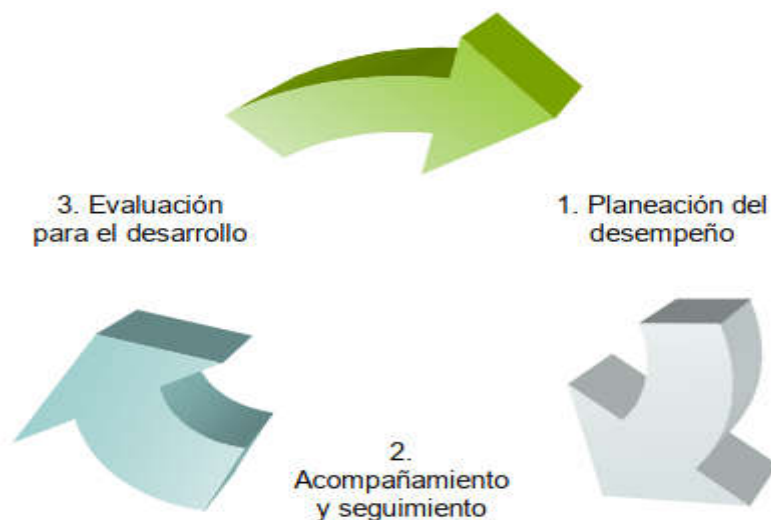 3. Evaluación
para el desarrollo
1. Planeación del
desempeño
2.
Acompañamiento
y seguimiento